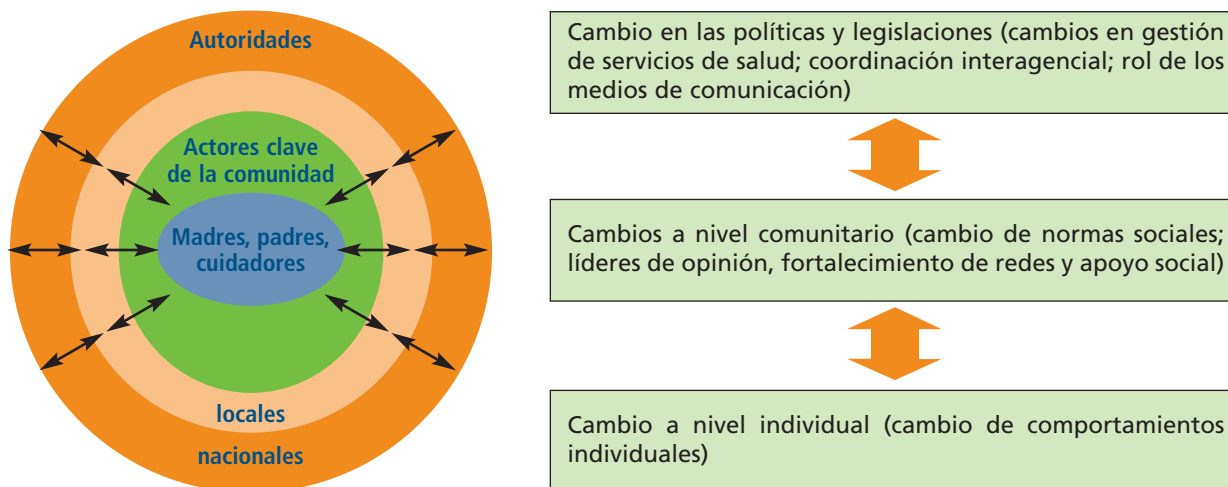 Autoridades
Actores clave
de la comunidad
Madres, padres,
cuidadores
locales
nacionales
Cambio en las políticas y legislaciones (cambios en gestión
de servicios de salud; coordinación interagencial; rol de los
medios de comunicación)
Cambios a nivel comunitario (cambio de normas sociales;
líderes de opinión, fortalecimiento de redes y apoyo social)
Cambio a nivel individual (cambio de comportamientos
individuales)